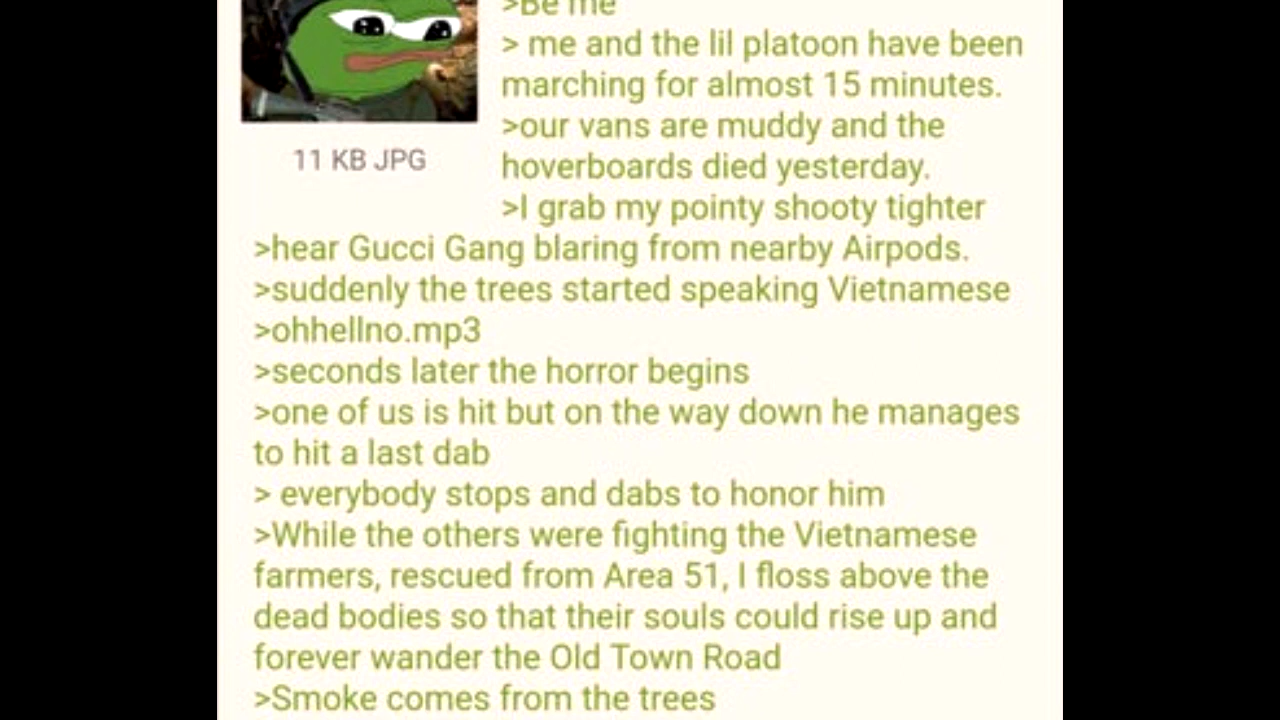 >Be me
> me and the lil platoon have been
marching for almost 15 minutes.
>our vans are muddy and the
hoverboards died yesterday.
>I grab my pointy shooty tighter
11 KB JPG
>hear Gucci Gang blaring from nearby Airpods.
>suddenly the trees started speaking Vietnamese
>ohhellno.mp3
>seconds later the horror begins
>one of us is hit but on the way down he manages
to hit a last dab
> everybody stops and dabs to honor him
>While the others were fighting the Vietnamese
farmers, rescued from Area 51, I floss above the
dead bodies so that their souls could rise up and
forever wander the Old Town Road
>Smoke comes from the trees